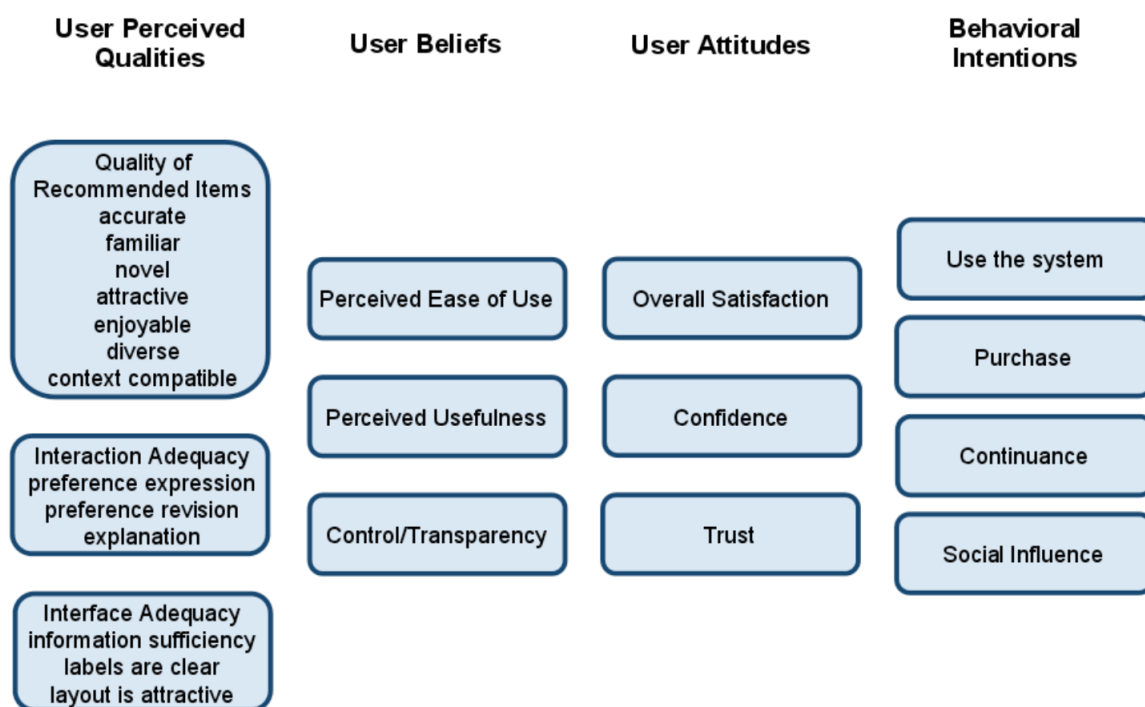 User Perceived
Qualities
User Beliefs
User Attitudes
Behavioral
Intentions
Quality of
Recommended Items
accurate
familiar
novel
attractive
enjoyable
diverse
context compatible
Interaction Adequacy
preference expression
preference revision
explanation
Interface Adequacy
information sufficiency
labels are clear
layout is attractive
Perceived Ease of Use
Perceived Usefulness
Control/Transparency
Overall Satisfaction
Confidence
Trust
Use the system
Purchase
Continuance
Social Influence